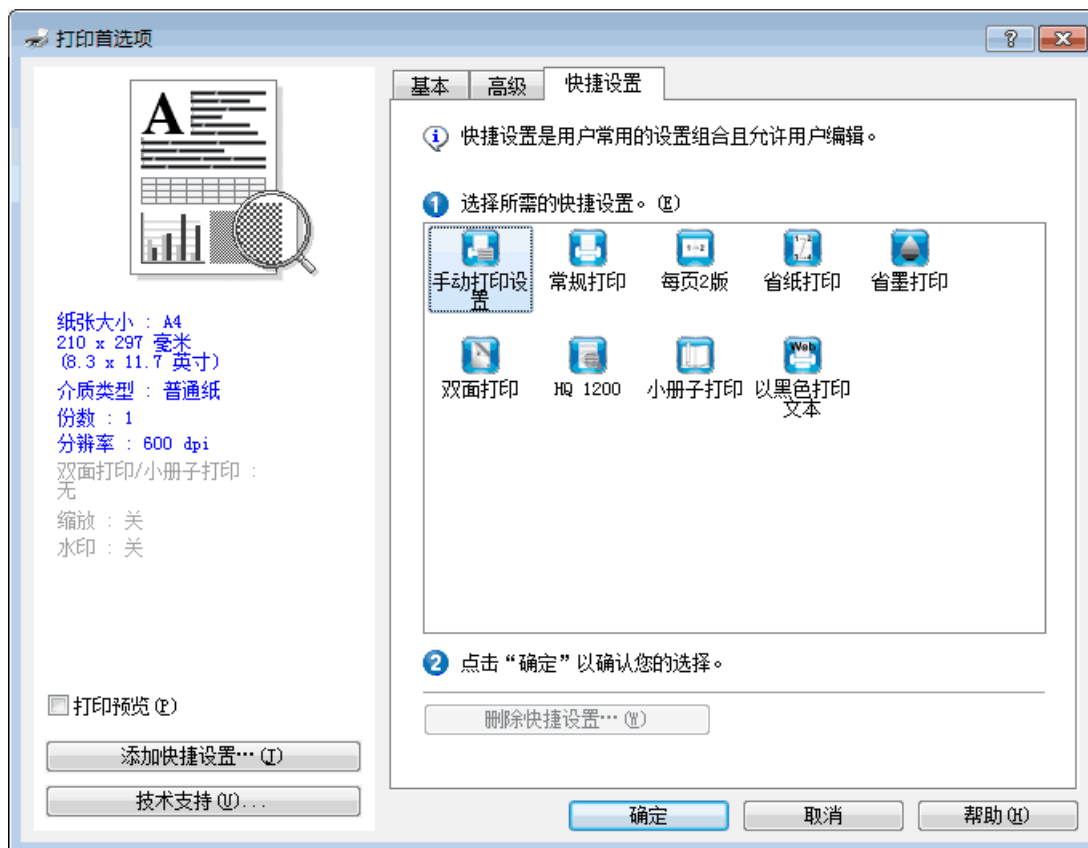 打印首选项
基本
高级
快捷设置
快捷设置是用户常用的设置组合且允许用户编辑。
1 选择所需的快捷设置。(E)
手动打印设
置
常规打印
每页2版
省纸打印
省墨打印
双面打印
HQ 1200
小册子打印
以黑色打印
文本
2 点击“确定”以确认您的选择。
删除快捷设置…(W)
A
纸张大小 : A4
210 x 297 毫米
(8.3 x 11.7 英寸)
介质类型 : 普通纸
份数 : 1
分辨率 : 600 dpi
双面打印/小册子打印 :
无
缩放 : 关
水印 : 关
打印预览(P)
添加快捷设置…(T)
技术支持(U)...
确定
取消
帮助(H)